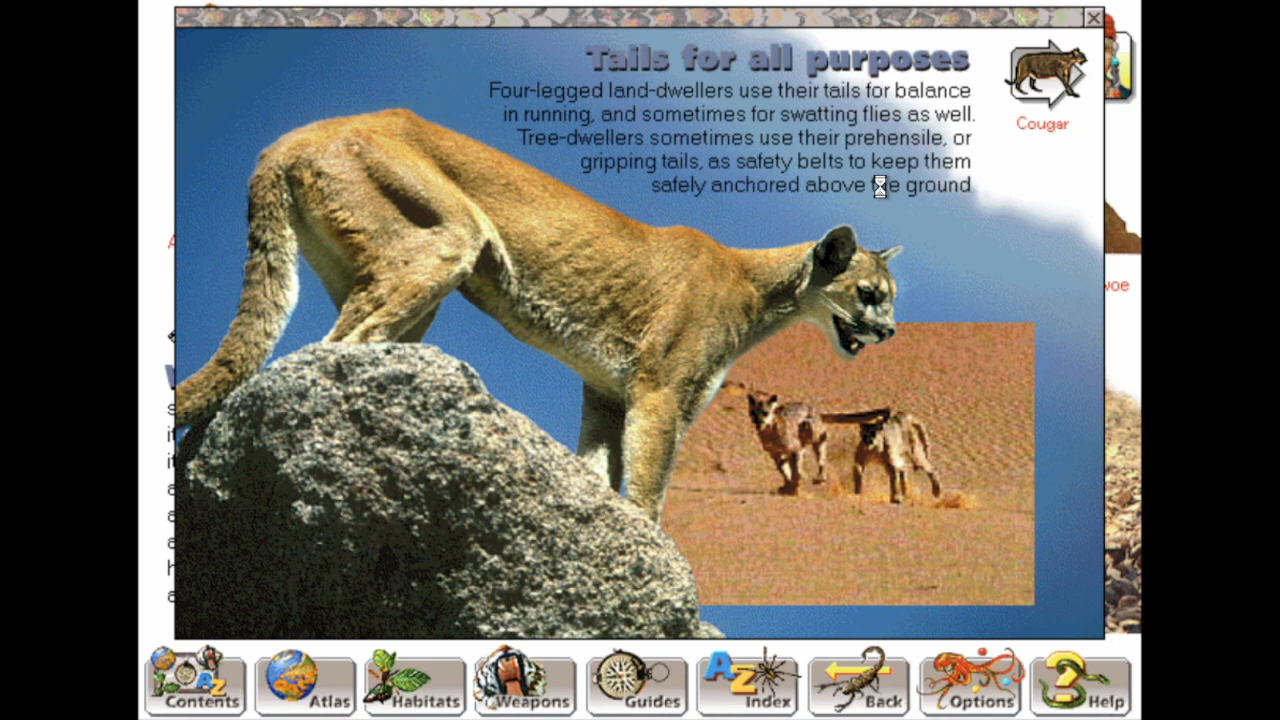 Tails for all purposes
Four-legged land-dwellers use their tails for balance
in running, and sometimes for swatting flies as well.
Tree-dwellers sometimes use their prehensile, or
gripping tails, as safety belts to keep them
safely anchored above the ground
Cougar
Contents
Atlas
Habitats
Weapons
Guides
Index
Back
Options
Help